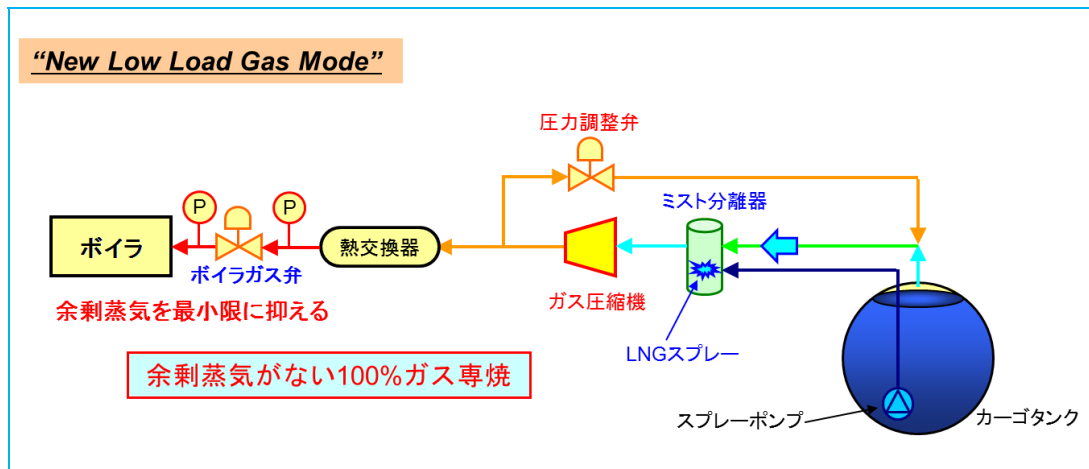 “New Low Load Gas Mode”
圧力調整弁
ミスト分離器
P
P
ボイラ
熱交換器
ボイラガス弁
ガス圧縮機
余剰蒸気を最小限に抑える
LNGスプレー
余剰蒸気がない100%ガス専焼
スプレーポンプ
カーゴタンク